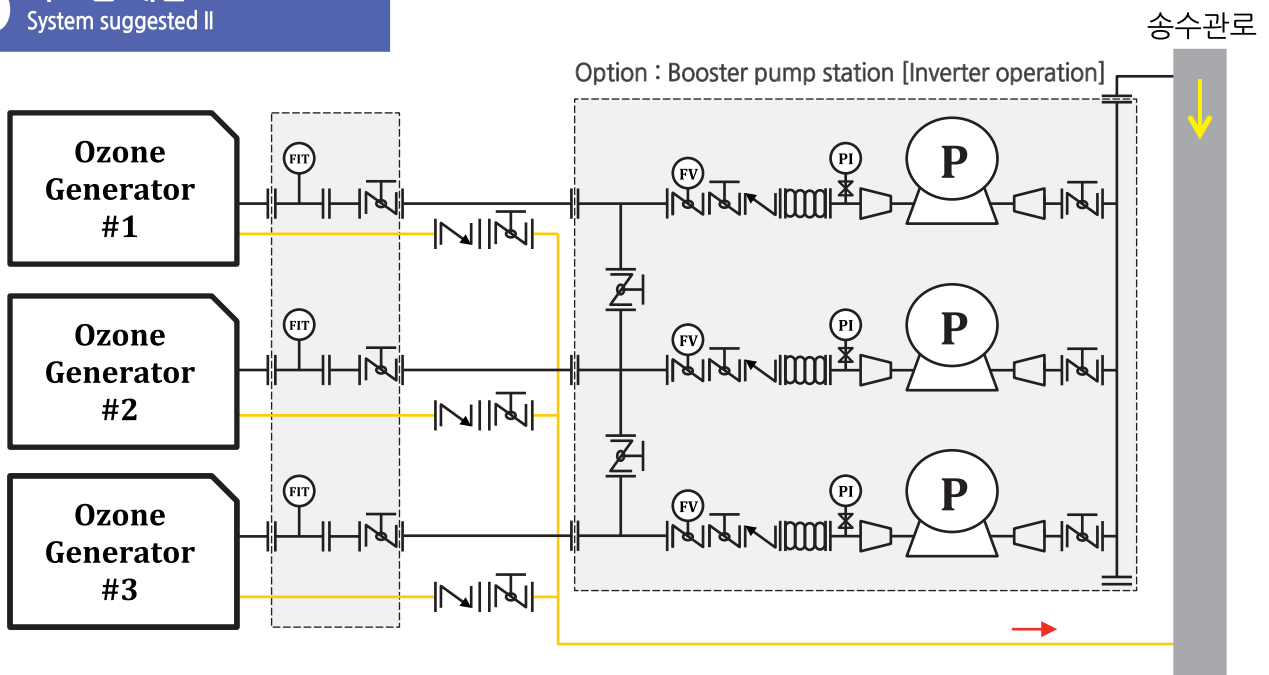 System suggested II
송수관로
Option : Booster pump station [Inverter operation]
Ozone
Generator
#1
FIT
FV
PI
P
Ozone
Generator
#2
FIT
FV
PI
P
Ozone
Generator
#3
FIT
FV
PI
P